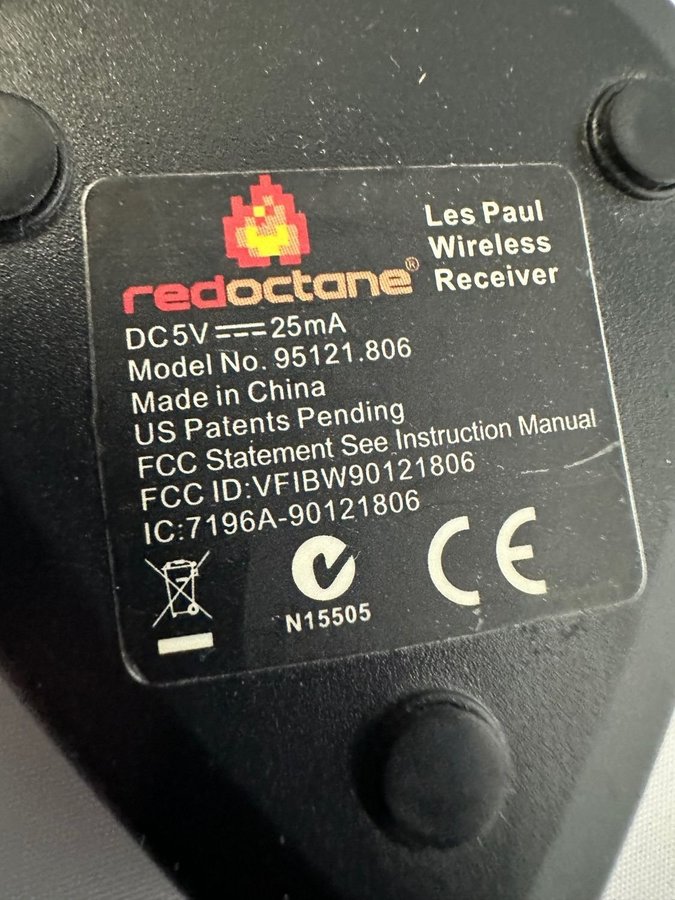 redoctane®
Les Paul
Wireless
Receiver
DC5V⎓25mA
Model No. 95121.806
Made in China
US Patents Pending
FCC Statement See Instruction Manual
FCC ID:VFIBW90121806
IC:7196A-90121806
N15505
CE